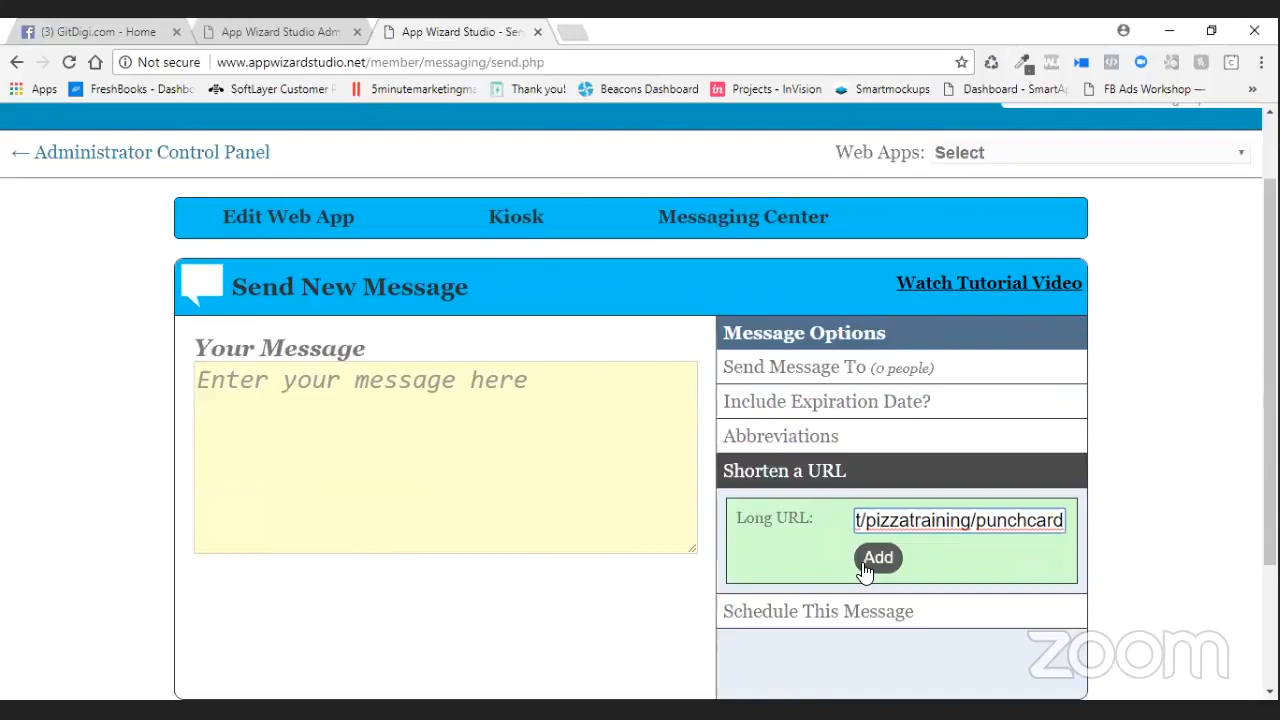 (3) GitDigi.com - Home
App Wizard Studio Adm
App Wizard Studio - Sen
Not secure
www.appwizardstudio.net/member/messaging/send.php
Apps
FreshBooks - Dashbo
SoftLayer Customer
5minutemarketingma
Thank you!
Beacons Dashboard
Projects - InVision
Smartmockups
Dashboard - SmartA
FB Ads Workshop —
»
← Administrator Control Panel
Web Apps: Select
Edit Web App
Kiosk
Messaging Center
Send New Message
Watch Tutorial Video
Your Message
Enter your message here
Message Options
Send Message To (0 people)
Include Expiration Date?
Abbreviations
Shorten a URL
Long URL: t/pizzatraining/punchcard
Add
Schedule This Message
zoom